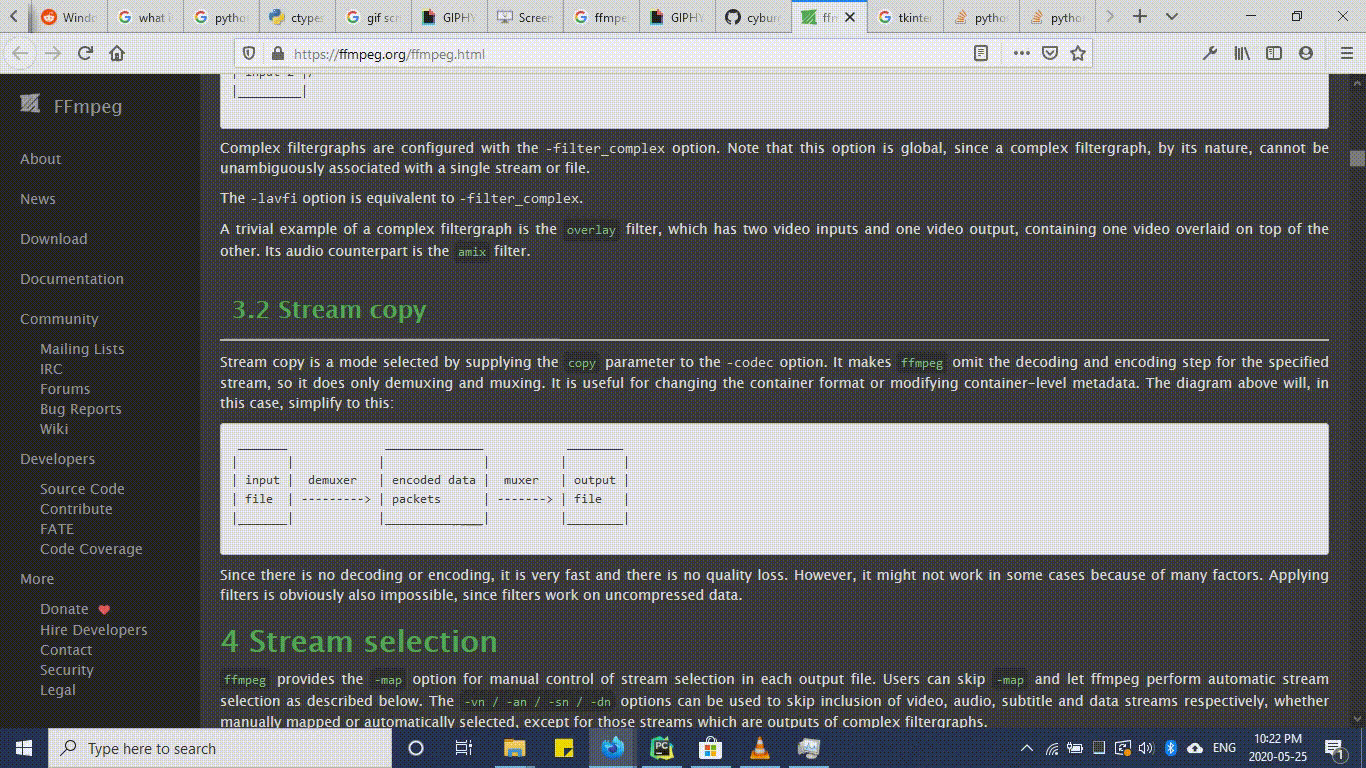 Windo
what i
pytho
ctype
gif scr
GIPHY
Screen
ffmpe
GIPHY
cybur
ffm
tkinte
pytho
pytho
https://ffmpeg.org/ffmpeg.html
FFmpeg
About
News
Download
Documentation
Community
Mailing Lists
IRC
Forums
Bug Reports
Wiki
Developers
Source Code
Contribute
FATE
Code Coverage
More
Donate
Hire Developers
Contact
Security
Legal
|_________|
Complex filtergraphs are configured with the -filter_complex option. Note that this option is global, since a complex filtergraph, by its nature, cannot be
unambiguously associated with a single stream or file.
The -lavfi option is equivalent to -filter_complex.
A trivial example of a complex filtergraph is the overlay filter, which has two video inputs and one video output, containing one video overlaid on top of the
other. Its audio counterpart is the amix filter.
3.2 Stream copy
Stream copy is a mode selected by supplying the copy parameter to the -codec option. It makes ffmpeg omit the decoding and encoding step for the specified
stream, so it does only demuxing and muxing. It is useful for changing the container format or modifying container-level metadata. The diagram above will, in
this case, simplify to this:
 _______              ______________            ________
|       |            |              |          |        |
| input |  demuxer   | encoded data |  muxer   | output |
| file  | ---------> | packets      | -------> | file   |
|_______|            |______________|          |________|
Since there is no decoding or encoding, it is very fast and there is no quality loss. However, it might not work in some cases because of many factors. Applying
filters is obviously also impossible, since filters work on uncompressed data.
4 Stream selection
ffmpeg provides the -map option for manual control of stream selection in each output file. Users can skip -map and let ffmpeg perform automatic stream
selection as described below. The -vn / -an / -sn / -dn options can be used to skip inclusion of video, audio, subtitle and data streams respectively, whether
manually mapped or automatically selected, except for those streams which are outputs of complex filtergraphs.
Type here to search
PC
ENG
10:22 PM
2020-05-25
1